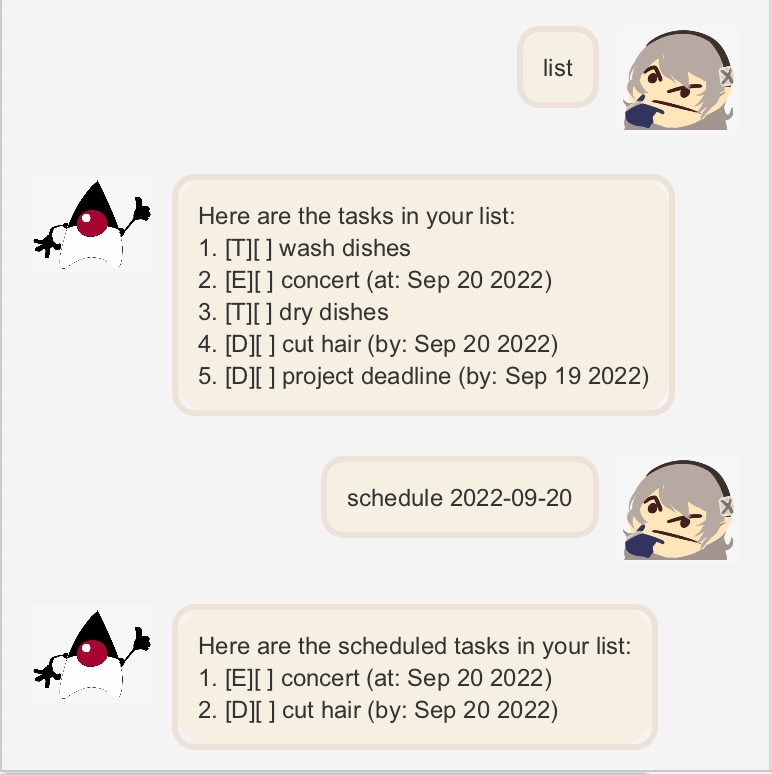 list
Here are the tasks in your list:
1. [T][ ] wash dishes
2. [E][ ] concert (at: Sep 20 2022)
3. [T][ ] dry dishes
4. [D][ ] cut hair (by: Sep 20 2022)
5. [D][ ] project deadline (by: Sep 19 2022)
schedule 2022-09-20
Here are the scheduled tasks in your list:
1. [E][ ] concert (at: Sep 20 2022)
2. [D][ ] cut hair (by: Sep 20 2022)